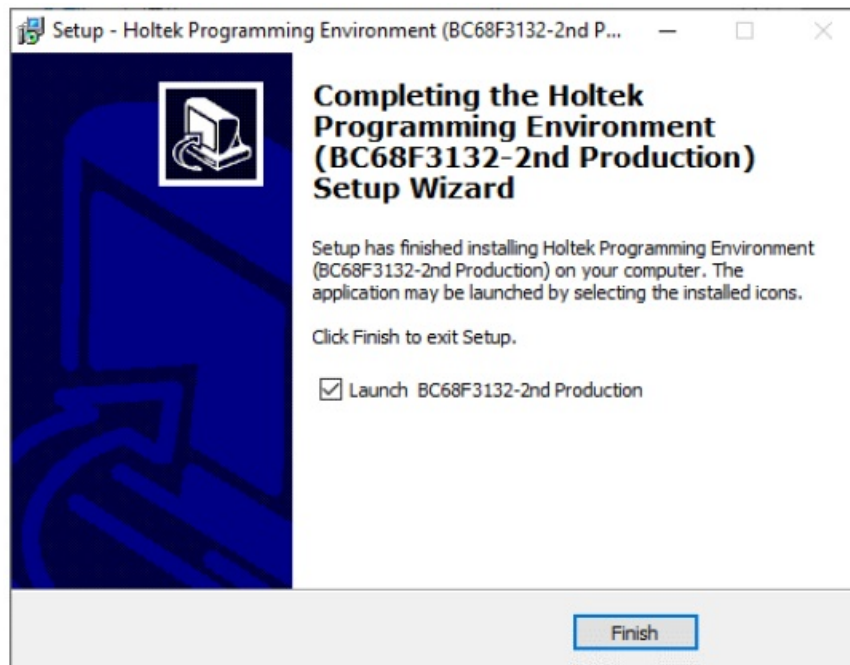 Setup - Holtek Programming Environment (BC68F3132-2nd P...
Completing the Holtek
Programming Environment
(BC68F3132-2nd Production)
Setup Wizard
Setup has finished installing Holtek Programming Environment
(BC68F3132-2nd Production) on your computer. The
application may be launched by selecting the installed icons.
Click Finish to exit Setup.
Launch BC68F3132-2nd Production
Finish